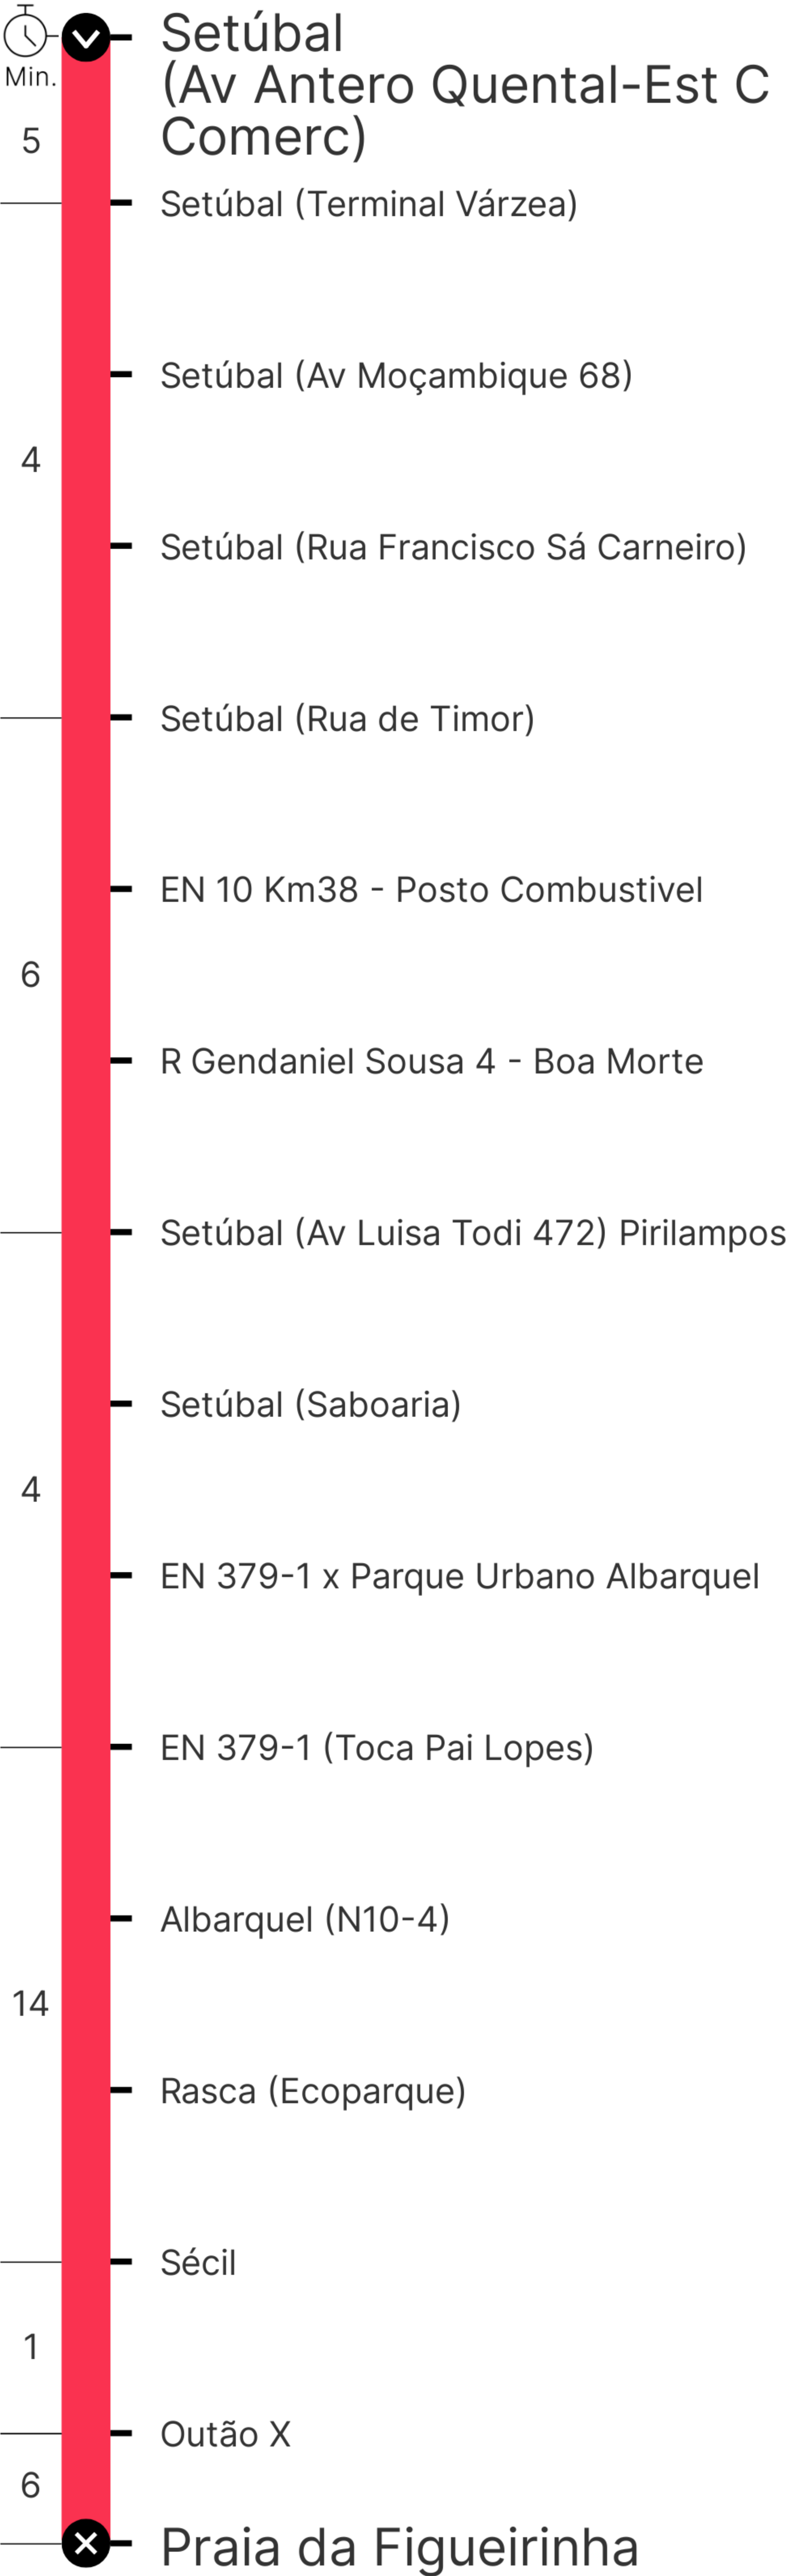 Min.
Setúbal
(Av Antero Quental-Est C
Comerc)
5
Setúbal (Terminal Várzea)
Setúbal (Av Moçambique 68)
4
Setúbal (Rua Francisco Sá Carneiro)
Setúbal (Rua de Timor)
EN 10 Km38 - Posto Combustivel
6
R Gendaniel Sousa 4 - Boa Morte
Setúbal (Av Luisa Todi 472) Pirilampos
Setúbal (Saboaria)
4
EN 379-1 x Parque Urbano Albarquel
EN 379-1 (Toca Pai Lopes)
Albarquel (N10-4)
14
Rasca (Ecoparque)
Sécil
1
Outão X
6
Praia da Figueirinha